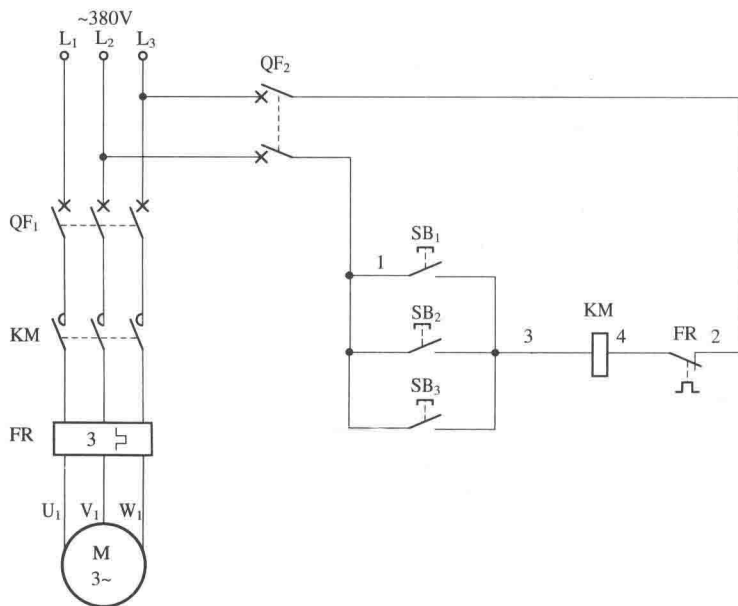 ~380V
L₁ L₂ L₃
QF₂
QF₁
SB₁
1
SB₂
KM
3
4
FR
2
KM
SB₃
FR
3
U₁ V₁ W₁
M
3~